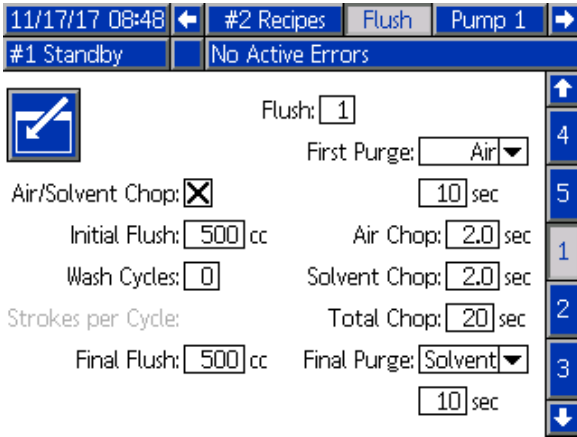 11/17/17 08:48 #2 Recipes Flush Pump 1
#1 Standby No Active Errors
Flush: 1
First Purge: Air
Air/Solvent Chop: 10 sec
Initial Flush: 500 cc Air Chop: 2.0 sec
Wash Cycles: 0 Solvent Chop: 2.0 sec
Strokes per Cycle: Total Chop: 20 sec
Final Flush: 500 cc Final Purge: Solvent
10 sec
4
5
1
2
3